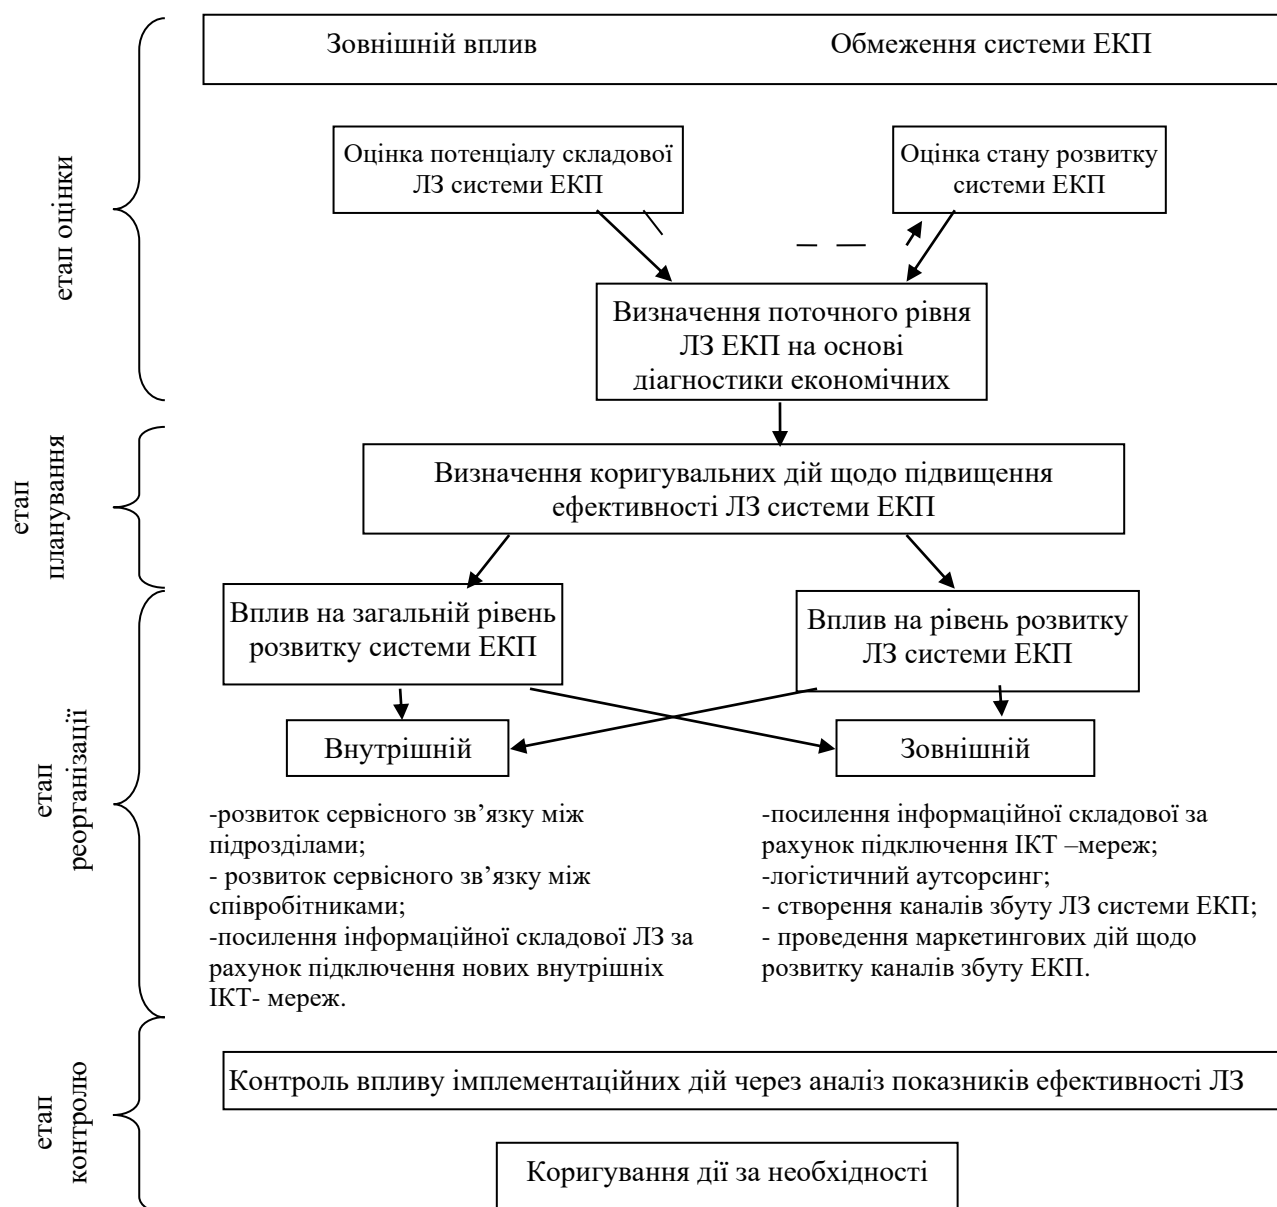 Зовнішній вплив
Обмеження системи ЕКП
етап оцінки
Оцінка потенціалу складової
ЛЗ системи ЕКП
Оцінка стану розвитку
системи ЕКП
Визначення поточного рівня
ЛЗ ЕКП на основі
діагностики економічних
етап
планування
Визначення коригувальних дій щодо підвищення
ефективності ЛЗ системи ЕКП
етап
реорганізації
Вплив на загальній рівень
розвитку системи ЕКП
Вплив на рівень розвитку
ЛЗ системи ЕКП
Внутрішній
Зовнішній
-розвиток сервісного зв’язку між
підрозділами;
- розвиток сервісного зв’язку між
співробітниками;
-посилення інформаційної складової ЛЗ за
рахунок підключення нових внутрішніх
ІКТ- мереж.
-посилення інформаційної складової за
рахунок підключення ІКТ –мереж;
-логістичний аутсорсинг;
- створення каналів збуту ЛЗ системи ЕКП;
- проведення маркетингових дій щодо
розвитку каналів збуту ЕКП.
етап
контролю
Контроль впливу імплементаційних дій через аналіз показників ефективності ЛЗ
Коригування дії за необхідності